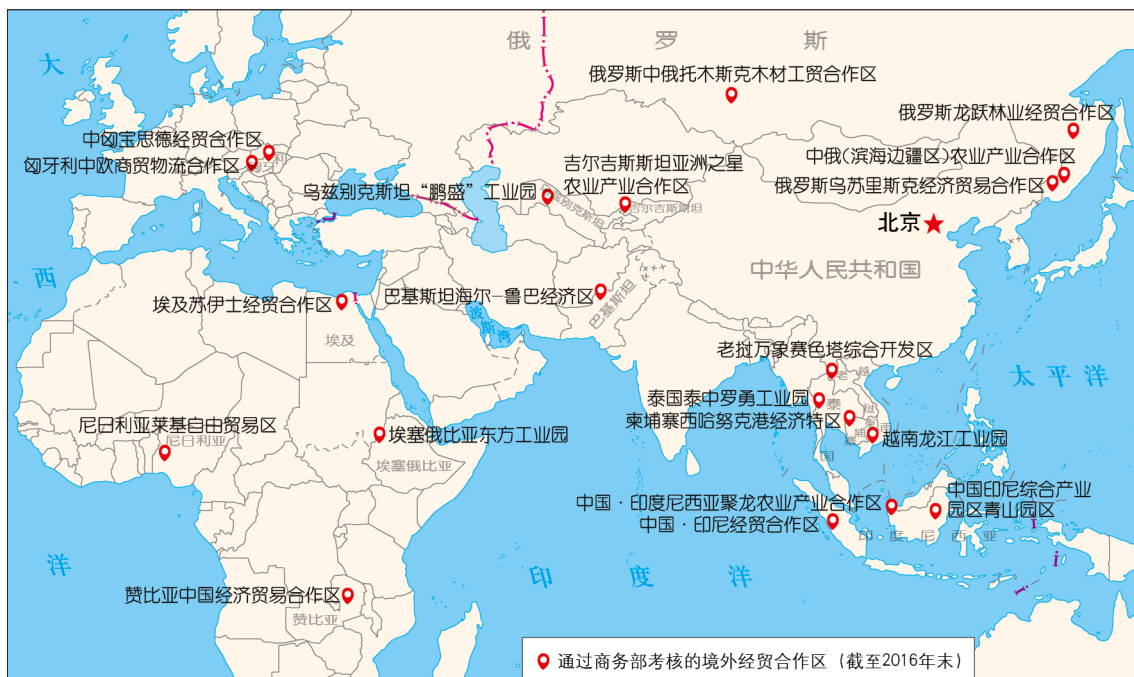 俄罗斯
大
俄罗斯中俄托木斯克木材工贸合作区
俄罗斯龙跃林业经贸合作区
中匈宝思德经贸合作区
匈牙利中欧商贸物流合作区
吉尔吉斯斯坦亚洲之星
农业产业合作区
中俄(滨海边疆区)农业产业合作区
俄罗斯乌苏里斯克经济贸易合作区
乌兹别克斯坦“鹏盛”工业园
吉尔吉斯斯坦
北京
中华人民共和国
西
埃及苏伊士经贸合作区
巴基斯坦海尔-鲁巴经济区
巴基斯坦
波斯湾
埃及
老挝万象赛色塔综合开发区
太平洋
老
越
挝
泰国泰中罗勇工业园
泰
柬埔寨西哈努克港经济特区
柬
埔
寨
南
国
越南龙江工业园
尼日利亚莱基自由贸易区
尼日利亚
埃塞俄比亚东方工业园
埃塞俄比亚
中国·印度尼西亚聚龙农业产业合作区
中国印尼综合产业
园区青山园区
中国·印尼经贸合作区
印度尼西亚
洋
印度洋
赞比亚中国经济贸易合作区
赞比亚
通过商务部考核的境外经贸合作区(截至2016年末)